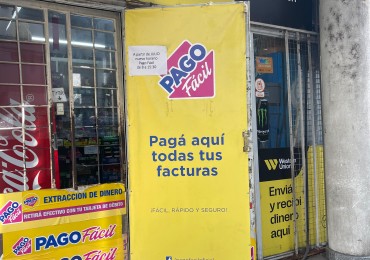 PAGO
Fácil
Pagá aquí
todas tus
facturas
¡FÁCIL, RÁPIDO Y SEGURO!
Coca-Cola
EXTRACCION DE DINERO
RETIRÁ EFECTIVO CON TU TARJETA DE DÉBITO
PAGO Fácil
Western
Union
Enviá
y recibí
dinero
aquí